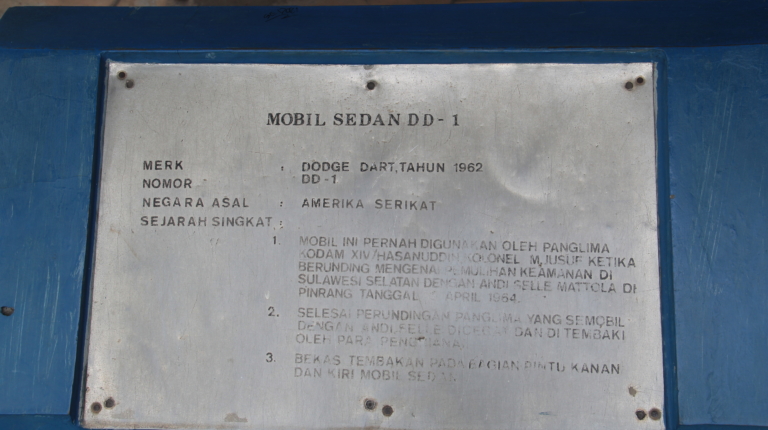 MOBIL SEDAN DD-1
MERK : DODGE DART, TAHUN 1962
NOMOR DD-1
NEGARA ASAL : AMERIKA SERIKAT
SEJARAH SINGKAT :
1. MOBIL INI PERNAH DIGUNAKAN OLEH PANGLIMA
KODAM XIV/HASANUDDIN KOLONEL M. JUSUF KETIKA
BERUNDING MENGENAI PEMULIHAN KEAMANAN DI
SULAWESI SELATAN DENGAN ANDI SELLE MATTOLA DI
PINRANG TANGGAL APRIL 1964.
2. SELESAI PERUNDINGAN PANGLIMA YANG SEMOBIL
DENGAN ANDI SELLE DICEGAT DAN DI TEMBAKI
OLEH PARA
3. BEKAS TEMBAKAN PADA BAGIAN PINTU KANAN
DAN KIRI MOBIL SEDAN.